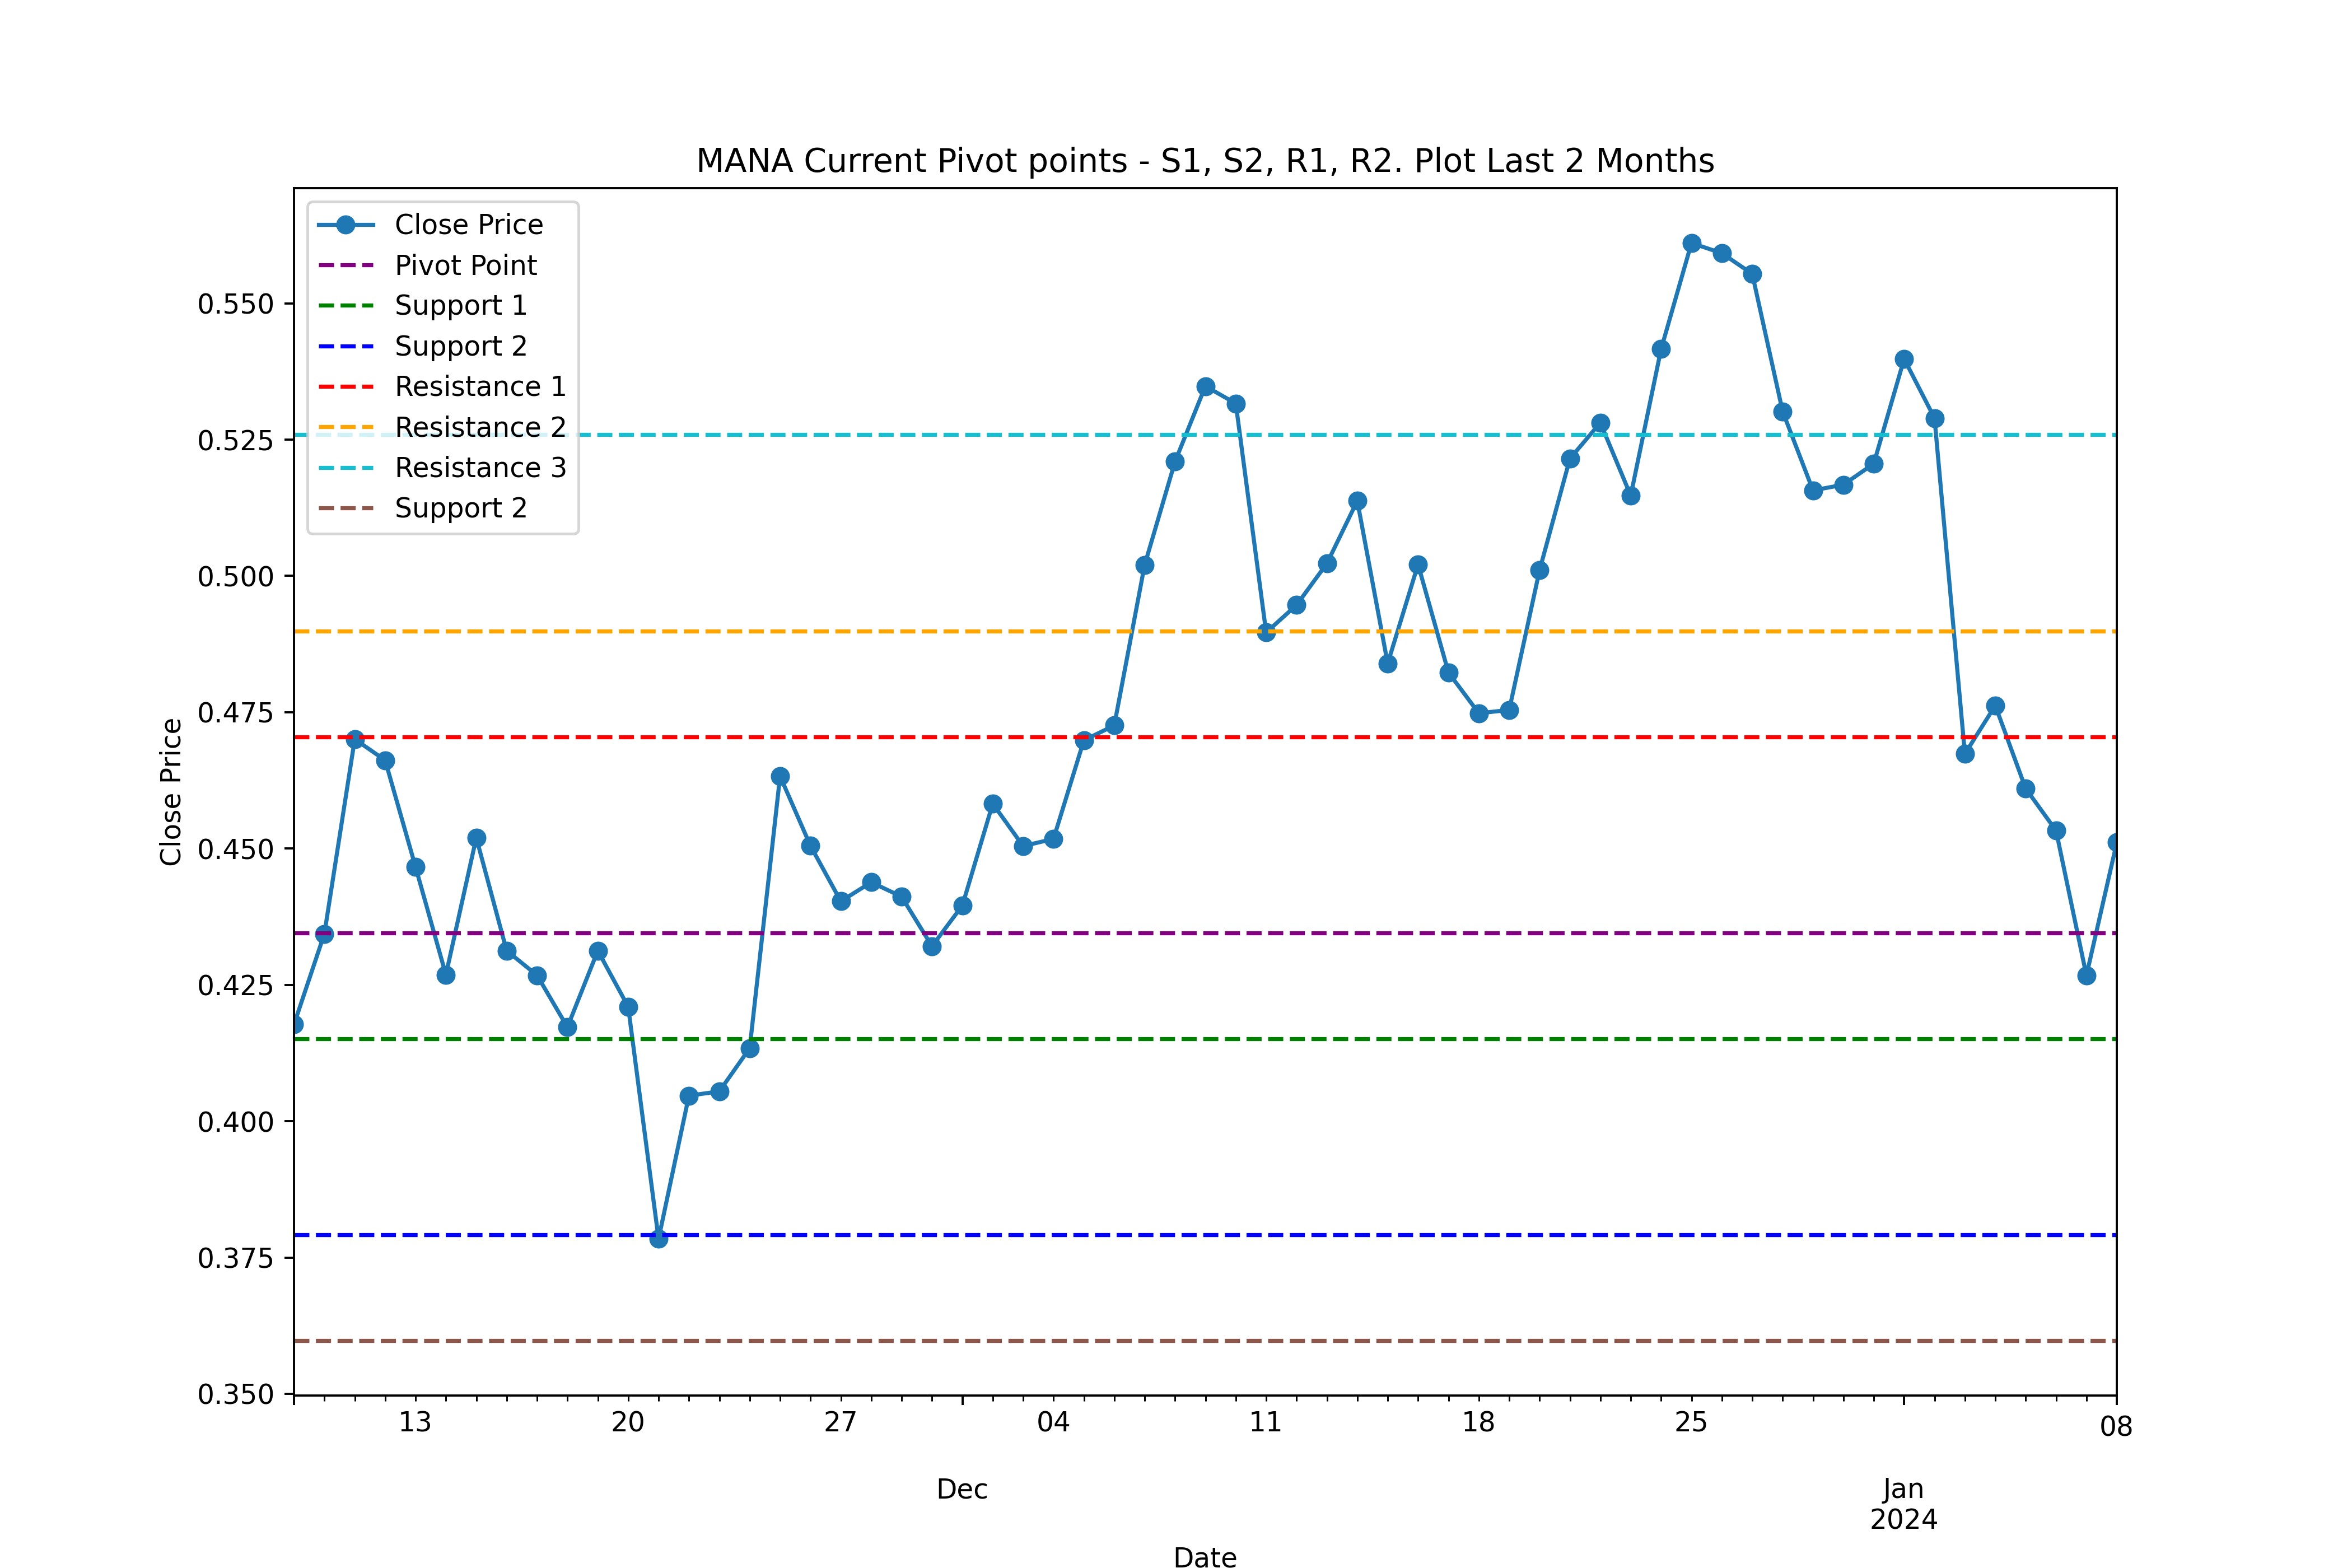 MANA Current Pivot points - S1, S2, R1, R2. Plot Last 2 Months
Close Price
Pivot Point
Support 1
Support 2
Resistance 1
Resistance 2
Resistance 3
Support 2
0.550
0.525
0.500
0.475
0.450
0.425
0.400
0.375
0.350
Close Price
13 20 27 04 11 18 25 08
Dec Jan
2024
Date